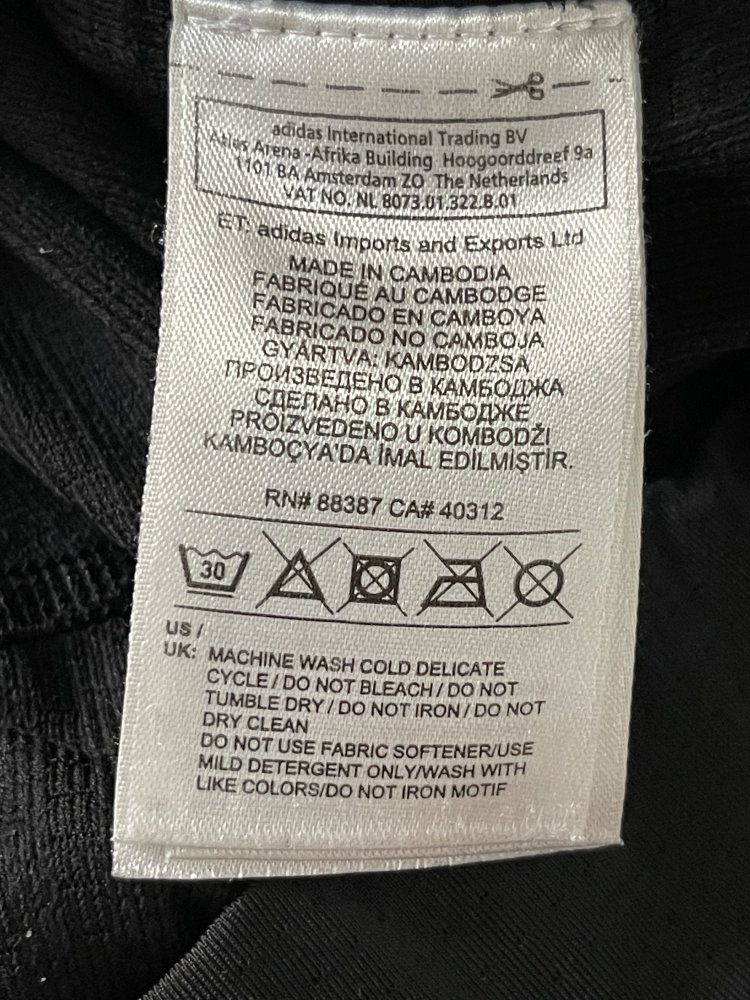 adidas International Trading BV
Atlas Arena -Afrika Building Hoogoorddreef 9a
1101 BA Amsterdam ZO The Netherlands
VAT NO. NL 8073.01.322.B.01
ET: adidas Imports and Exports Ltd
MADE IN CAMBODIA
FABRIQUÉ AU CAMBODGE
FABRICADO EN CAMBOYA
FABRICADO NO CAMBOJA
GYÁRTVA: KAMBODZSA
ПРОИЗВЕДЕНО В КАМБОДЖА
СДЕЛАНО В КАМБОДЖЕ
PROIZVEDENO U KOMBODŽI
KAMBOÇYA'DA İMAL EDİLMİŞTİR.
RN# 88387 CA# 40312
30
US /
UK: MACHINE WASH COLD DELICATE
CYCLE / DO NOT BLEACH / DO NOT
TUMBLE DRY / DO NOT IRON / DO NOT
DRY CLEAN
DO NOT USE FABRIC SOFTENER/USE
MILD DETERGENT ONLY/WASH WITH
LIKE COLORS/DO NOT IRON MOTIF